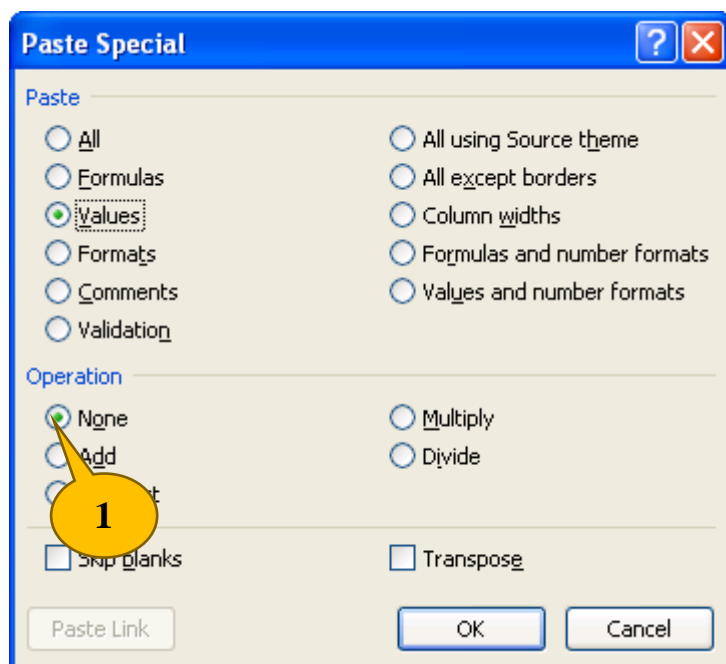 Paste Special
Paste
All
All using Source theme
Formulas
All except borders
Values
Column widths
Formats
Formulas and number formats
Comments
Values and number formats
Validation
Operation
None
Multiply
Add
Divide
1
Skip blanks
Transpose
Paste Link
OK
Cancel